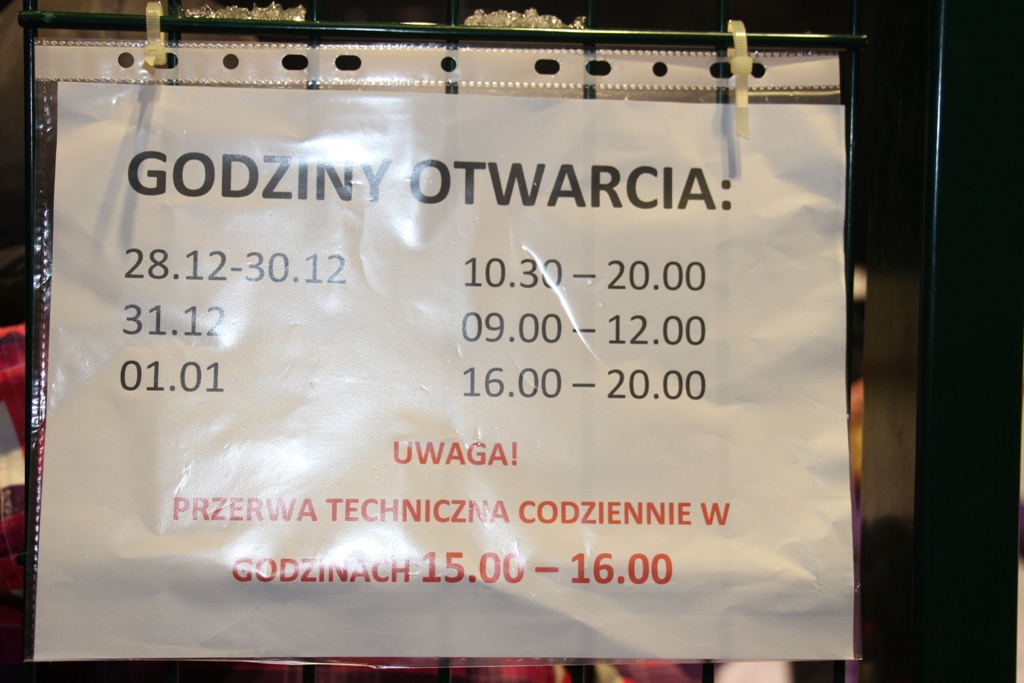 GODZINY OTWARCIA:
28.12-30.12 10.30 – 20.00
31.12 09.00 – 12.00
01.01 16.00 – 20.00
UWAGA!
PRZERWA TECHNICZNA CODZIENNIE W
GODZINACH 15.00 – 16.00